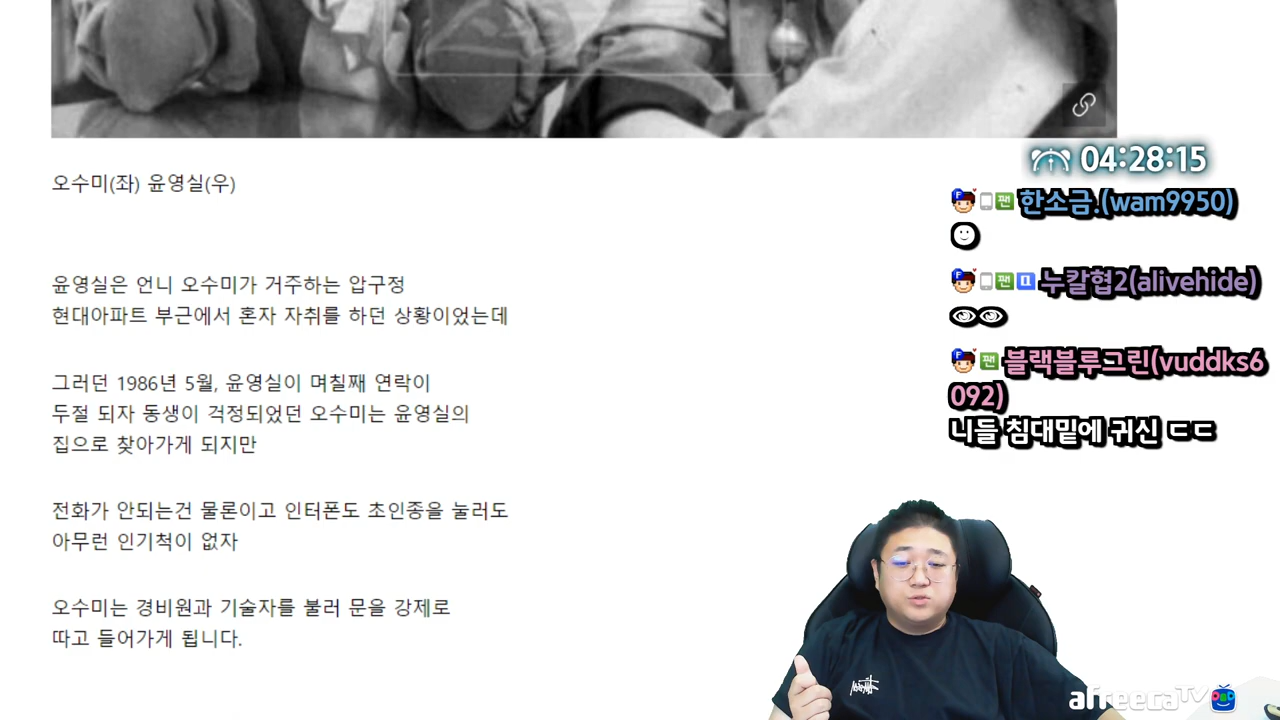 오수미(좌) 윤영실(우)
윤영실은 언니 오수미가 거주하는 압구정
현대아파트 부근에서 혼자 자취를 하던 상황이었는데
그러던 1986년 5월, 윤영실이 며칠째 연락이
두절 되자 동생이 걱정되었던 오수미는 윤영실의
집으로 찾아가게 되지만
전화가 안되는건 물론이고 인터폰도 초인종을 눌러도
아무런 인기척이 없자
오수미는 경비원과 기술자를 불러 문을 강제로
따고 들어가게 됩니다.
04:28:15
팬 한소금.(wam9950)
팬 누칼협2(alivehide)
팬 블랙블루그린(vuddks6
092)
니들 침대밑에 귀신 ㄷㄷ
afreecaTV